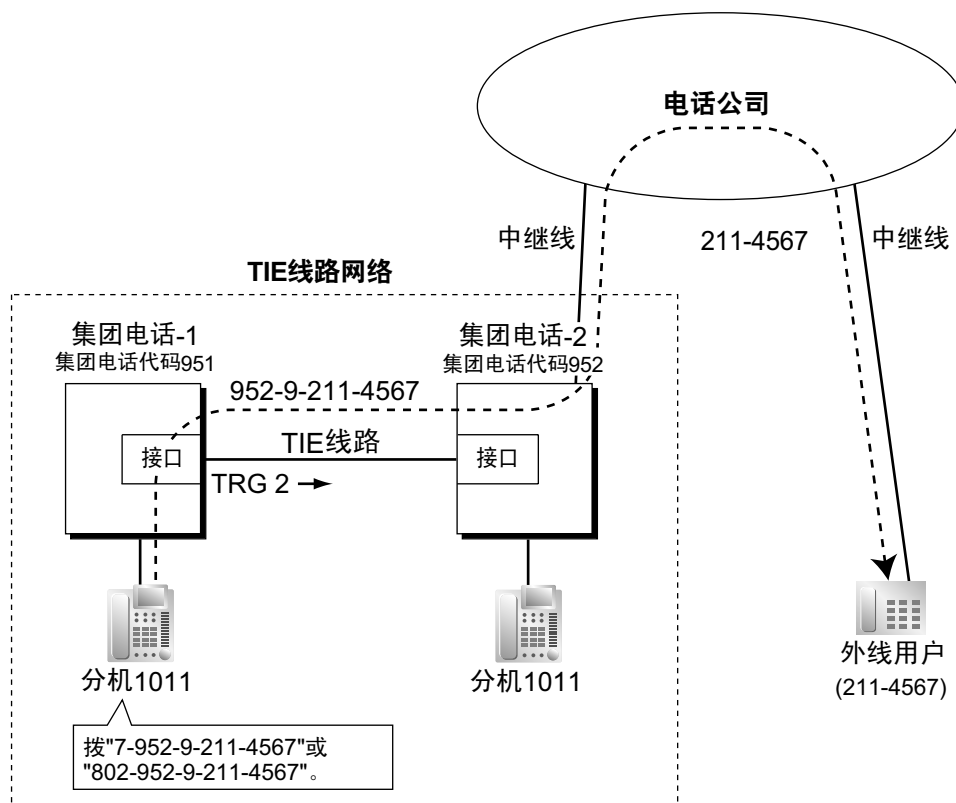 电话公司
中继线
211-4567
中继线
TIE线路网络
集团电话-1
集团电话代码951
集团电话-2
集团电话代码952
952-9-211-4567
接口
TIE线路
接口
TRG 2
分机1011
分机1011
外线用户
(211-4567)
拨"7-952-9-211-4567"或
"802-952-9-211-4567"。